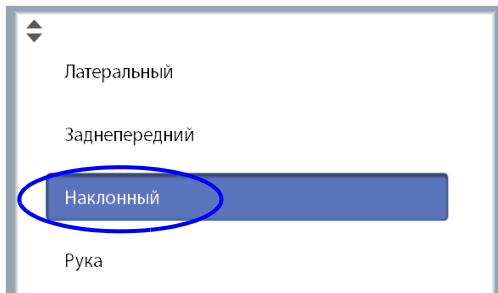 Латеральный
Заднепередний
Наклонный
Рука